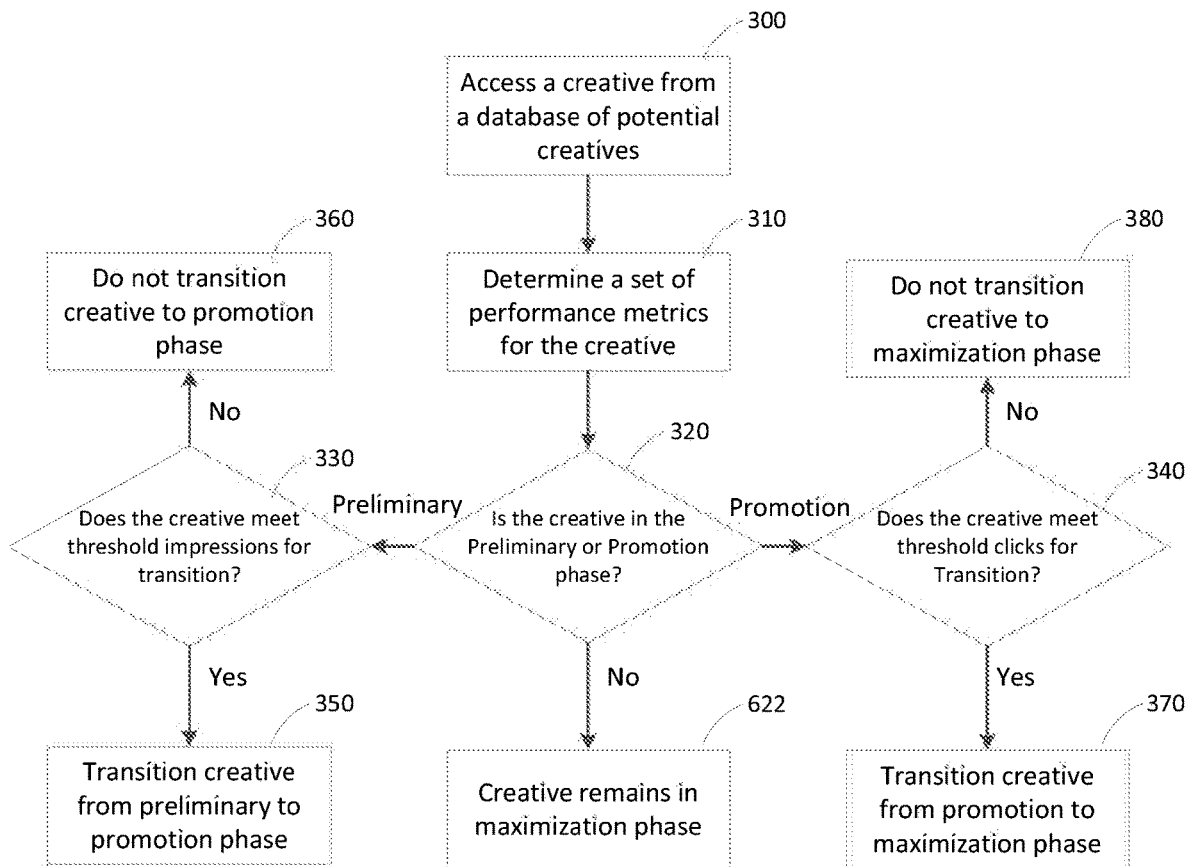 300
Access a creative from
a database of potential
creatives
360
310
380
Do not transition
creative to promotion
phase
Determine a set of
performance metrics
for the creative
Do not transition
creative to
maximization phase
No
No
320
330
340
Preliminary
Promotion
Does the creative meet
threshold impressions for
transition?
Is the creative in the
Preliminary or Promotion
phase?
Does the creative meet
threshold clicks for
Transition?
Yes
No
Yes
350
622
370
Transition creative
from preliminary to
promotion phase
Creative remains in
maximization phase
Transition creative
from promotion to
maximization phase